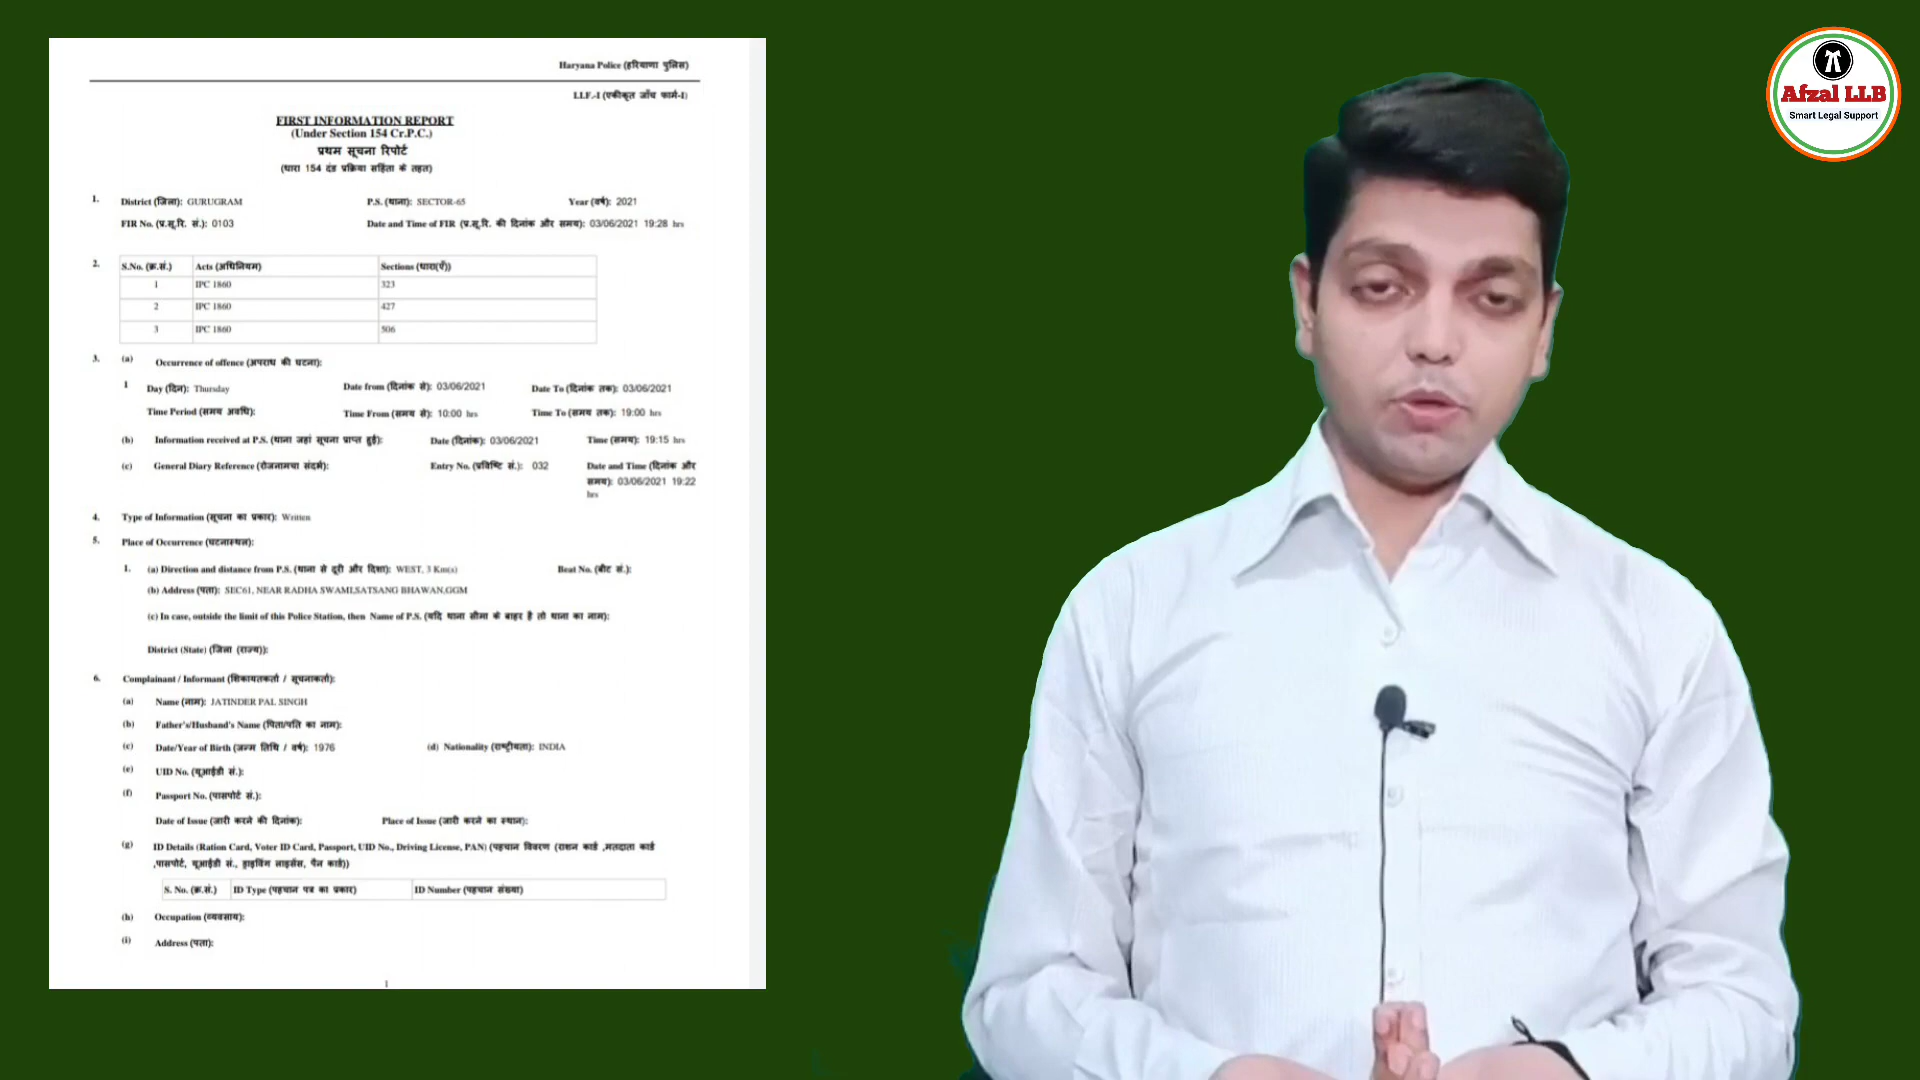 Haryana Police (हरियाणा पुलिस)
I.I.F.-I (एकीकृत जाँच फार्म-I)
FIRST INFORMATION REPORT
(Under Section 154 Cr.P.C.)
प्रथम सूचना रिपोर्ट
(धारा 154 दंड प्रक्रिया संहिता के तहत)
1. District (जिला): GURUGRAM P.S. (थाना): SECTOR-65 Year (वर्ष): 2021
FIR No. (प्र.सू.रि. सं.): 0103 Date and Time of FIR (प्र.सू.रि. की दिनांक और समय): 03/06/2021 19:28 hrs
2. S.No. (क्र.सं.) Acts (अधिनियम) Sections (धारा(एँ))
1 IPC 1860 323
2 IPC 1860 427
3 IPC 1860 506
3. (a) Occurrence of offence (अपराध की घटना):
1 Day (दिन): Thursday Date from (दिनांक से): 03/06/2021 Date To (दिनांक तक): 03/06/2021
Time Period (समय अवधि): Time From (समय से): 10:00 hrs Time To (समय तक): 19:00 hrs
(b) Information received at P.S. (थाना जहां सूचना प्राप्त हुई): Date (दिनांक): 03/06/2021 Time (समय): 19:15 hrs
(c) General Diary Reference (रोजनामचा संदर्भ): Entry No. (प्रविष्टि सं.): 032 Date and Time (दिनांक और
समय): 03/06/2021 19:22
hrs
4. Type of Information (सूचना का प्रकार): Written
5. Place of Occurrence (घटनास्थल):
1. (a) Direction and distance from P.S. (थाना से दूरी और दिशा): WEST, 3 Km(s) Beat No. (बीट सं.):
(b) Address (पता): SEC61, NEAR RADHA SWAMI,SATSANG BHAWAN,GGM
(c) In case, outside the limit of this Police Station, then Name of P.S. (यदि थाना सीमा के बाहर है तो थाना का नाम):
District (State) (जिला (राज्य)):
6. Complainant / Informant (शिकायतकर्ता / सूचनाकर्ता):
(a) Name (नाम): JATINDER PAL SINGH
(b) Father's/Husband's Name (पिता/पति का नाम):
(c) Date/Year of Birth (जन्म तिथि / वर्ष): 1976 (d) Nationality (राष्ट्रीयता): INDIA
(e) UID No. (यूआईडी सं.):
(f) Passport No. (पासपोर्ट सं.):
Date of Issue (जारी करने की दिनांक): Place of Issue (जारी करने का स्थान):
(g) ID Details (Ration Card, Voter ID Card, Passport, UID No., Driving License, PAN) (पहचान विवरण (राशन कार्ड ,मतदाता कार्ड
,पासपोर्ट, यूआईडी सं., ड्राइविंग लाइसेंस, पैन कार्ड))
S. No. (क्र.सं.) ID Type (पहचान पत्र का प्रकार) ID Number (पहचान संख्या)
(h) Occupation (व्यवसाय):
(i) Address (पता):
1
Afzal LLB
Smart Legal Support